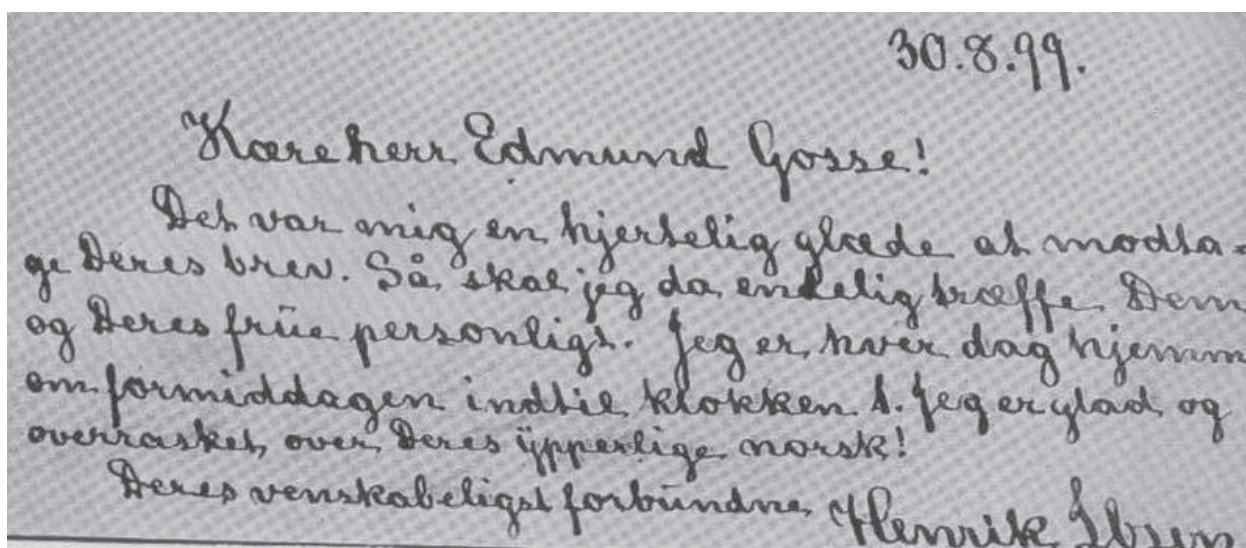 30.8.99.
Kære herr Edmund Gosse!
Det var mig en hjertelig glæde at modta=
ge Deres brev. Så skal jeg da endelig træffe Dem
og Deres frue personligt. Jeg er hver dag hjemm
om formiddagen indtil klokken 1. Jeg er glad og
overrasket over Deres ypperlige norsk!
Deres venskabeligst forbundne
Henrik Ibsen